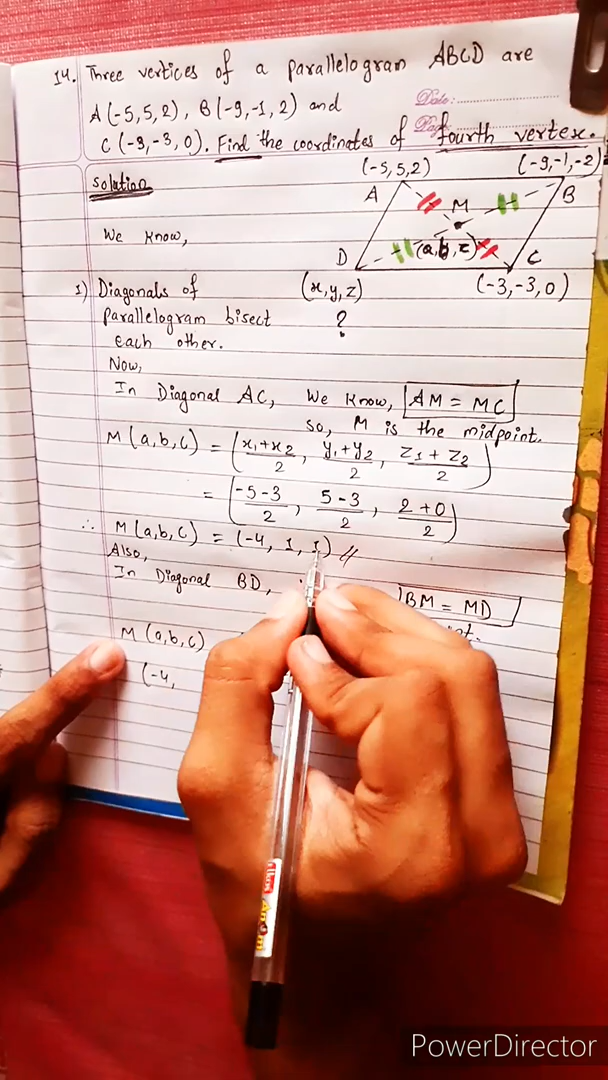 14. Three vertices of a parallelogram ABCD are
A(-5,5,2), B(-9,-1,2) and
Date:
C(-9,-3,0). Find the coordinates of fourth vertex.
solution
(-5,5,2) (-9,-1,-2)
A B
M
We know,
D (a,b,c) C
(x,y,z) (-3,-3,0)
?
1) Diagonals of
parallelogram bisect
each other.
Now,
In Diagonal AC, We know, AM = MC
so, M is the midpoint.
M(a,b,c) = (x₁+x₂/2, y₁+y₂/2, z₁+z₂/2)
= (-5-3/2, 5-3/2, 2+0/2)
∴ M(a,b,c) = (-4, 1, 1)
Also,
In Diagonal BD, BM = MD
M(a,b,c)
(-4,
PowerDirector